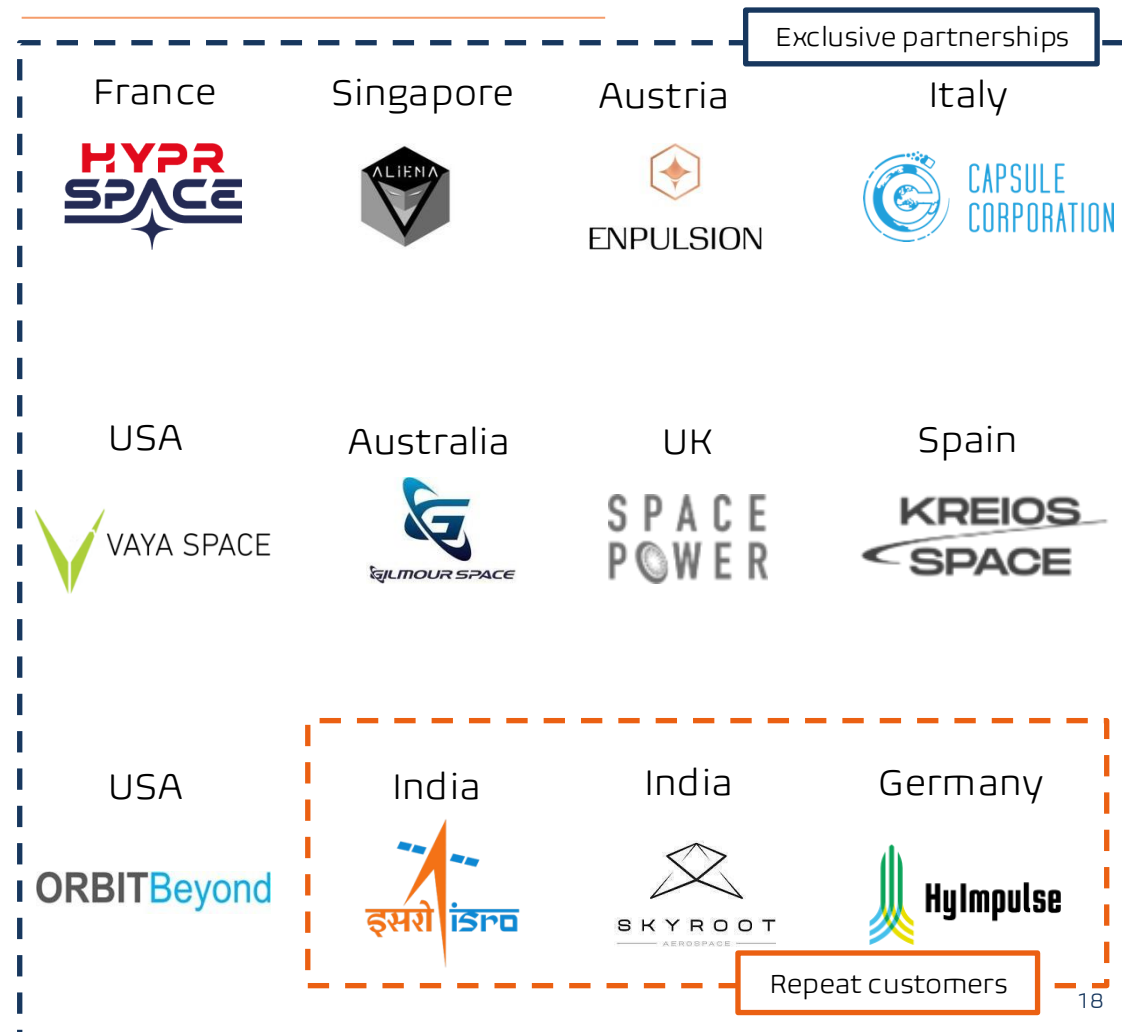 Exclusive partnerships
France
Singapore
Austria
Italy
HYPR
SPACE
ALIENA
ENPULSION
CAPSULE
CORPORATION
USA
Australia
UK
Spain
VAYA SPACE
G
GILMOUR SPACE
SPACE
POWER
KREIOS
SPACE
USA
India
India
Germany
ORBITBeyond
इसरो isro
SKYROOT
AEROSPACE
HyImpulse
Repeat customers
18